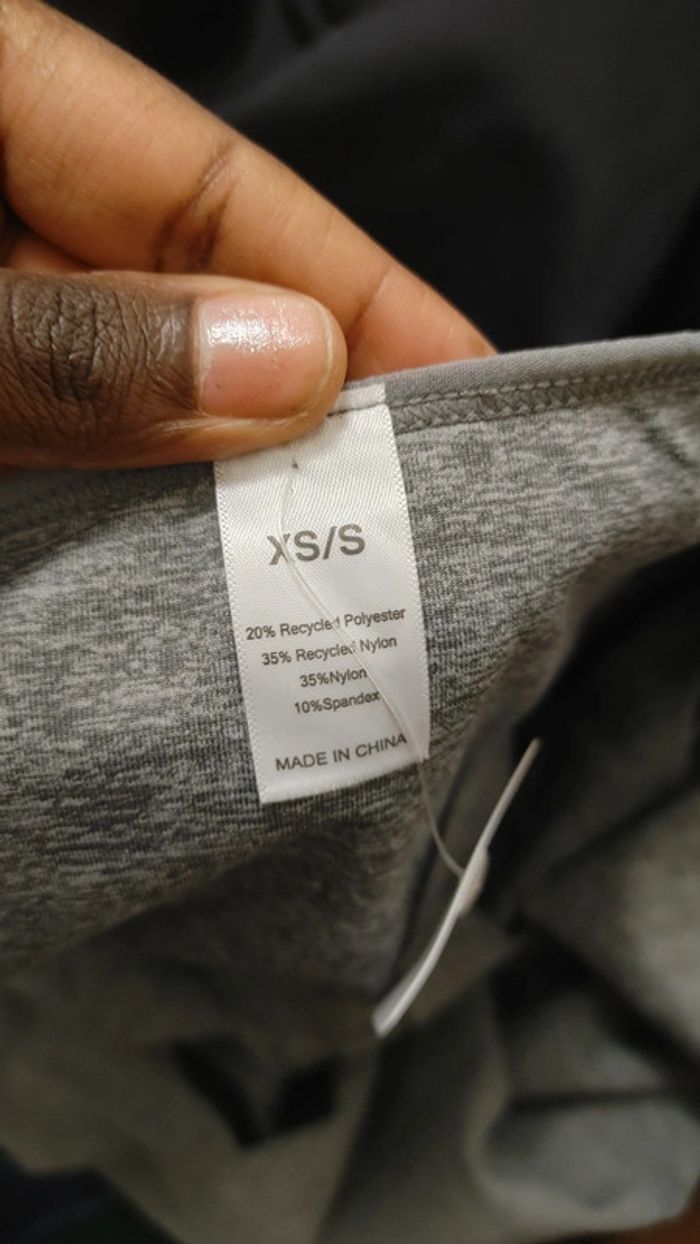 XS/S
20% Recycled Polyester
35% Recycled Nylon
35%Nylon
10%Spandex
MADE IN CHINA